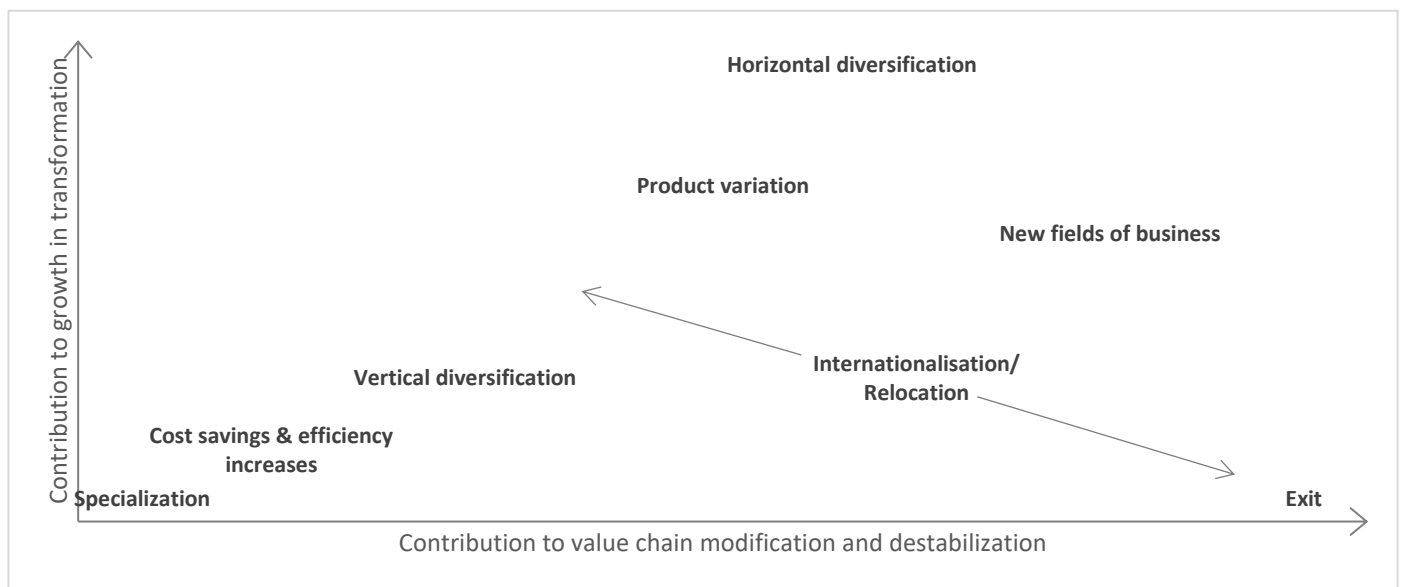 Contribution to growth in transformation
Horizontal diversification
Product variation
New fields of business
Internationalisation/
Relocation
Vertical diversification
Cost savings & efficiency
increases
Specialization
Exit
Contribution to value chain modification and destabilization